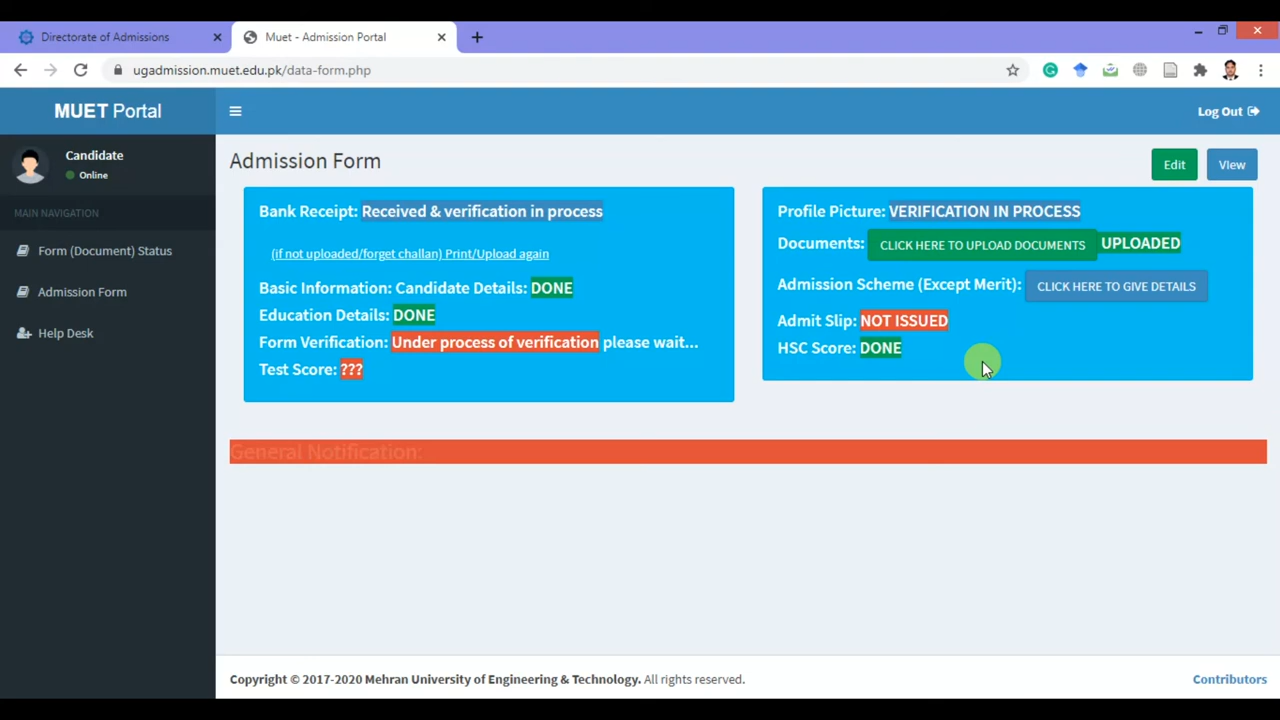 Directorate of Admissions
Muet - Admission Portal
ugadmission.muet.edu.pk/data-form.php
MUET Portal
Log Out
Candidate
Online
MAIN NAVIGATION
Form (Document) Status
Admission Form
Help Desk
Admission Form
Edit
View
Bank Receipt: Received & verification in process
(if not uploaded/forget challan) Print/Upload again
Basic Information: Candidate Details: DONE
Education Details: DONE
Form Verification: Under process of verification please wait...
Test Score: ???
Profile Picture: VERIFICATION IN PROCESS
Documents: CLICK HERE TO UPLOAD DOCUMENTS UPLOADED
Admission Scheme (Except Merit): CLICK HERE TO GIVE DETAILS
Admit Slip: NOT ISSUED
HSC Score: DONE
General Notification:
Copyright © 2017-2020 Mehran University of Engineering & Technology. All rights reserved.
Contributors